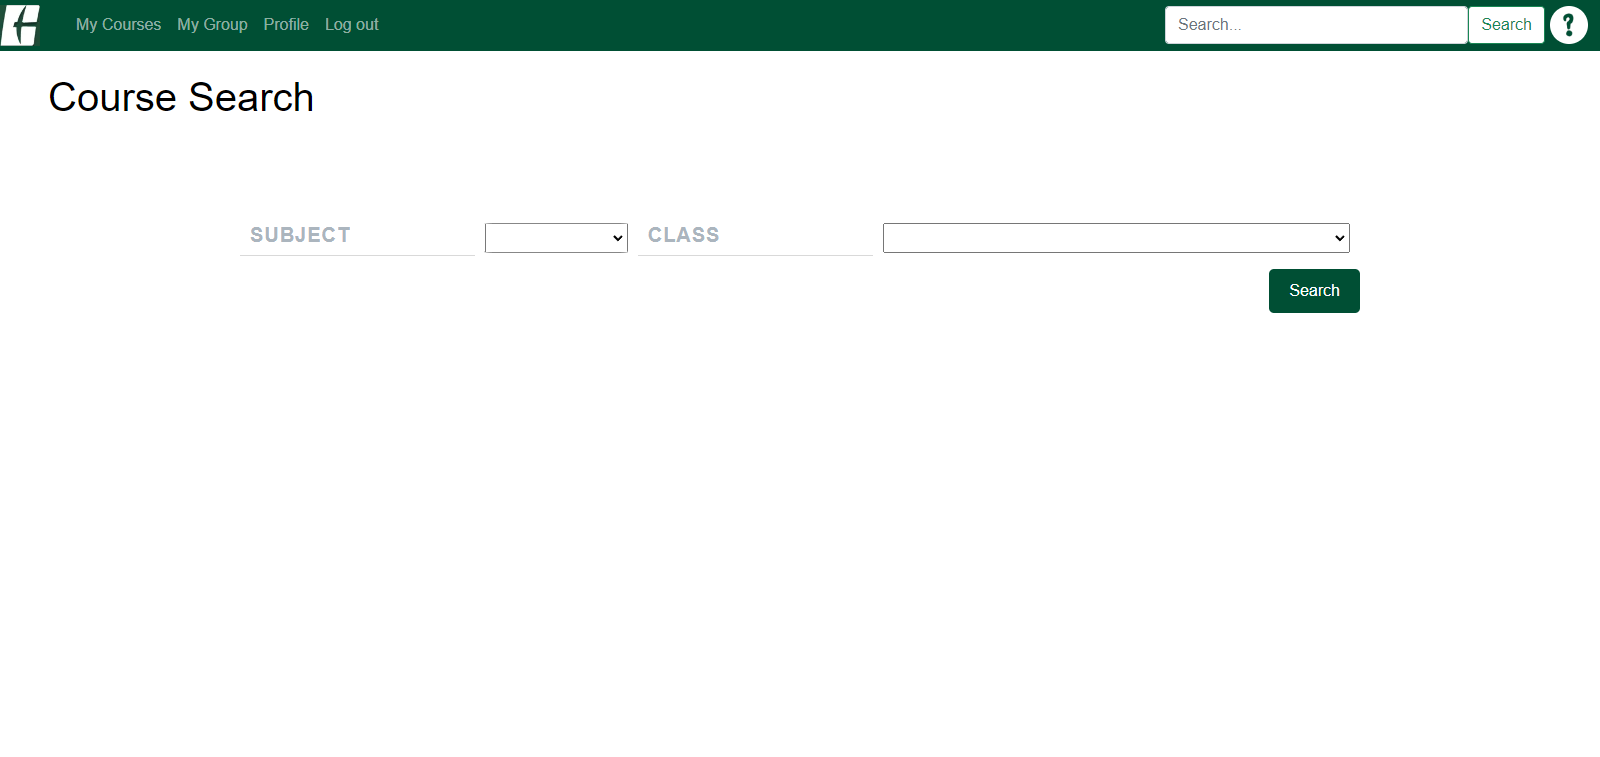 My Courses My Group Profile Log out Search... Search ?
Course Search
SUBJECT CLASS
Search